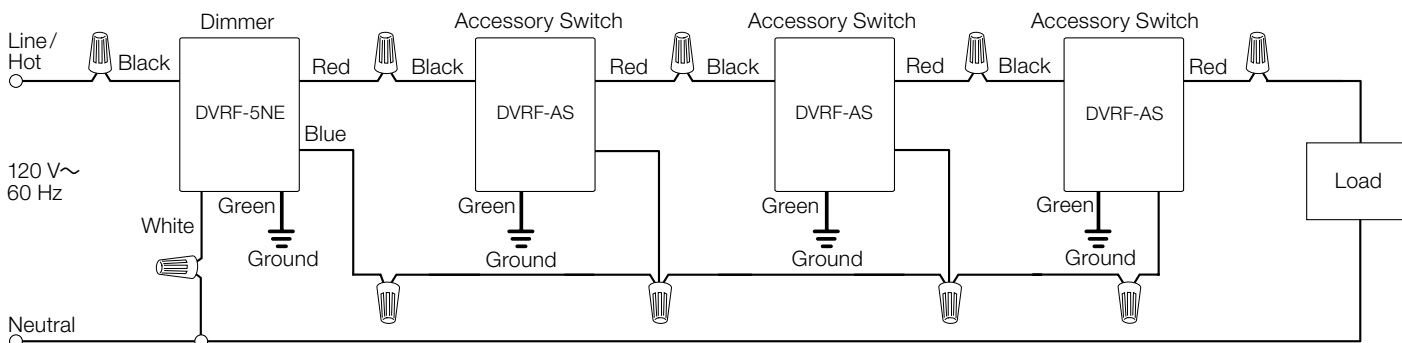 Dimmer
Accessory Switch
Accessory Switch
Accessory Switch
Line/
Hot
Black
Red
Black
Red
Black
Red
Black
Red
DVRF-5NE
DVRF-AS
DVRF-AS
DVRF-AS
Blue
120 V~
60 Hz
Load
Green
Green
Green
Green
White
Ground
Ground
Ground
Ground
Neutral